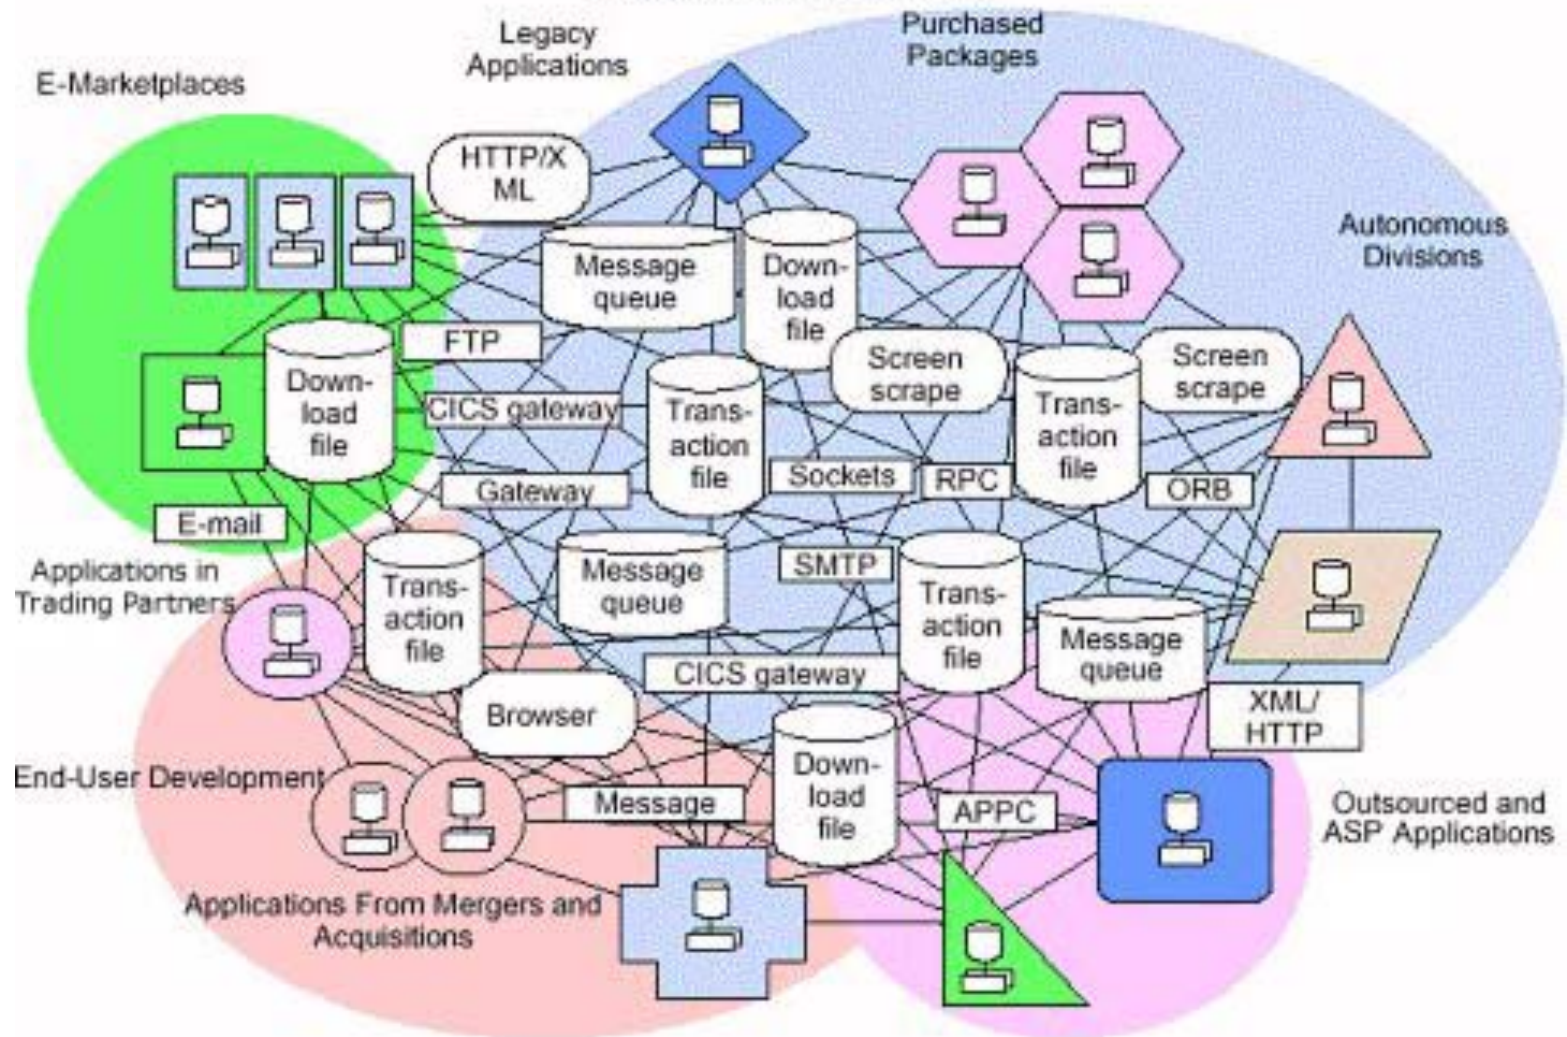 Legacy
Applications
Purchased
Packages
E-Marketplaces
HTTP/X
ML
Autonomous
Divisions
Message
queue
Down-
load
file
FTP
Screen
scrape
Screen
scrape
Down-
load
file
CICS gateway
Trans-
action
file
Trans-
action
file
Sockets
RPC
ORB
Gateway
E-mail
SMTP
Applications in
Trading Partners
Trans-
action
file
Message
queue
Trans-
action
file
Message
queue
CICS gateway
Browser
XML/
HTTP
Down-
load
file
End-User Development
Message
APPC
Outsourced and
ASP Applications
Applications From Mergers and
Acquisitions